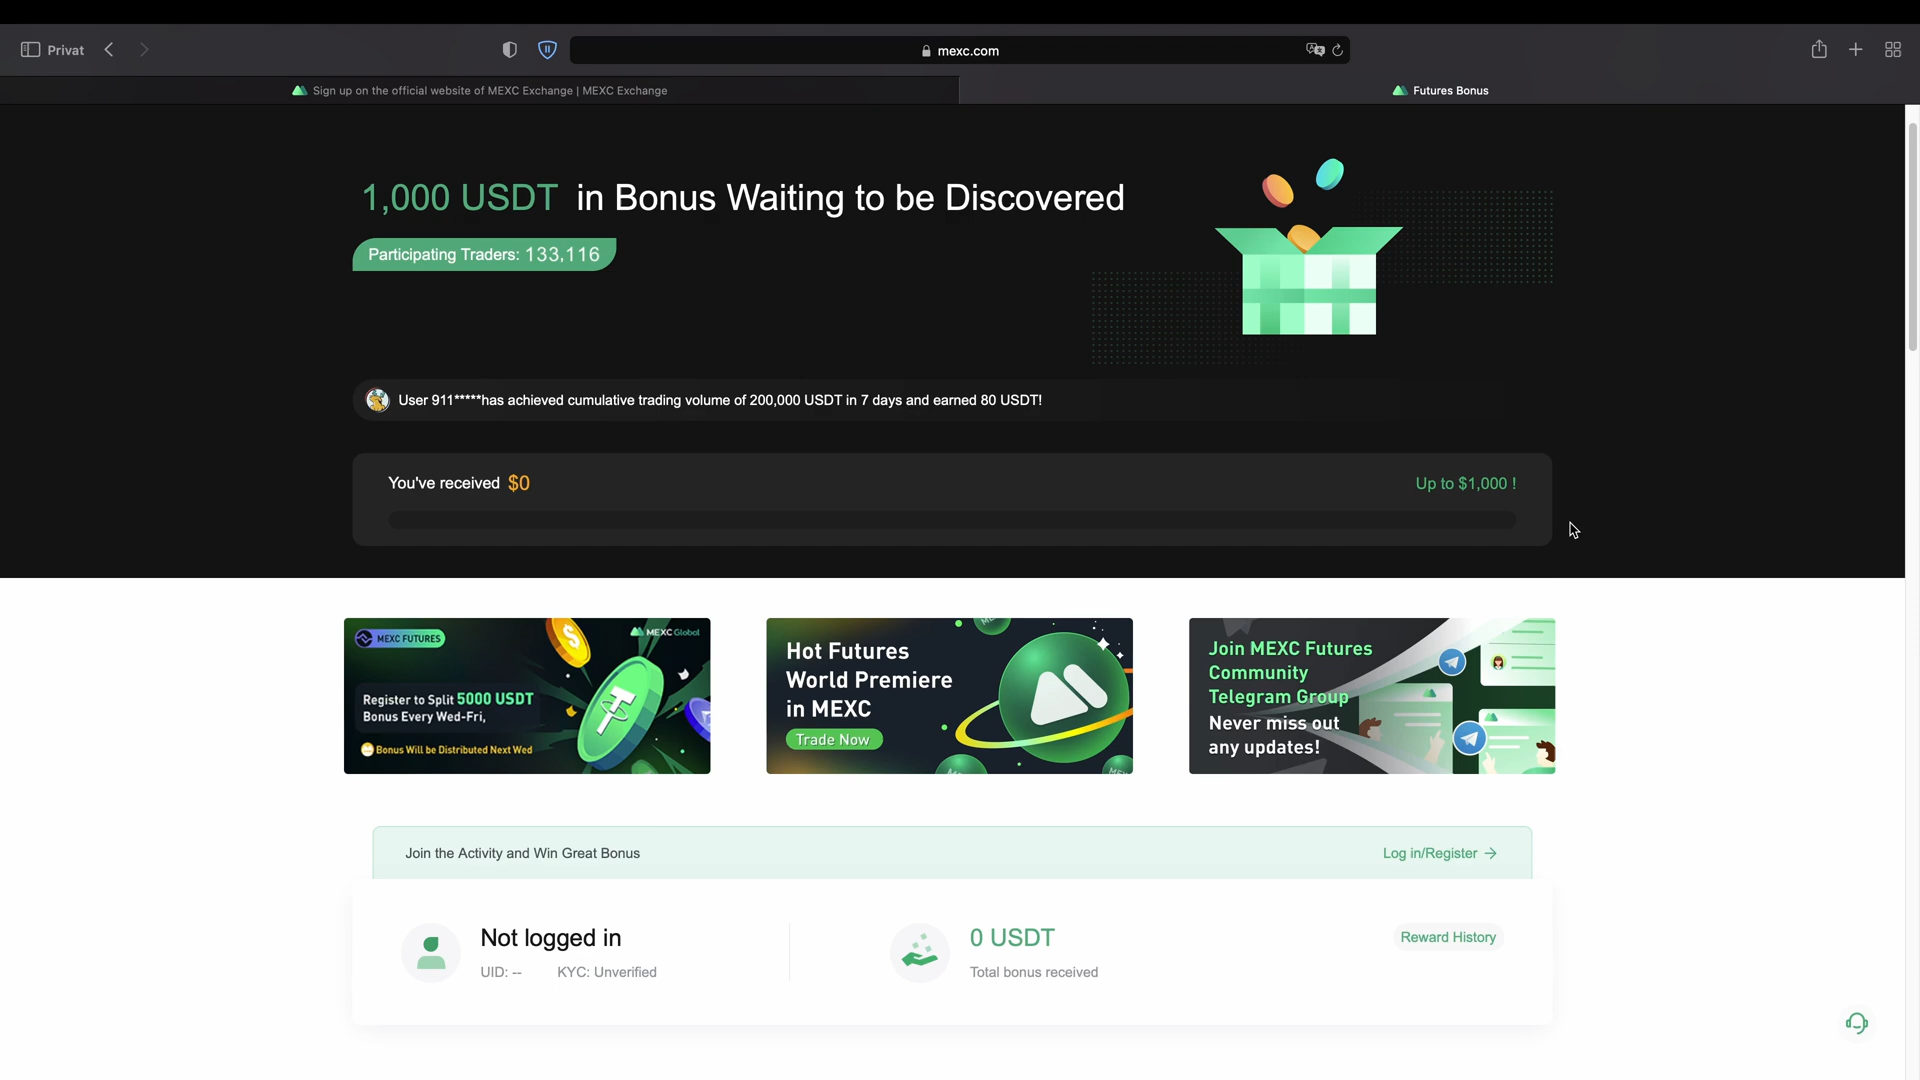 Privat
mexc.com
Sign up on the official website of MEXC Exchange | MEXC Exchange
Futures Bonus
1,000 USDT in Bonus Waiting to be Discovered
Participating Traders: 133,116
User 911*****has achieved cumulative trading volume of 200,000 USDT in 7 days and earned 80 USDT!
You've received $0
Up to $1,000 !
MEXC FUTURES
MEXC Global
Register to Split 5000 USDT
Bonus Every Wed-Fri,
Bonus Will be Distributed Next Wed
Hot Futures
World Premiere
in MEXC
Trade Now
Join MEXC Futures
Community
Telegram Group
Never miss out
any updates!
Join the Activity and Win Great Bonus
Log in/Register
Not logged in
UID: --
KYC: Unverified
0 USDT
Total bonus received
Reward History